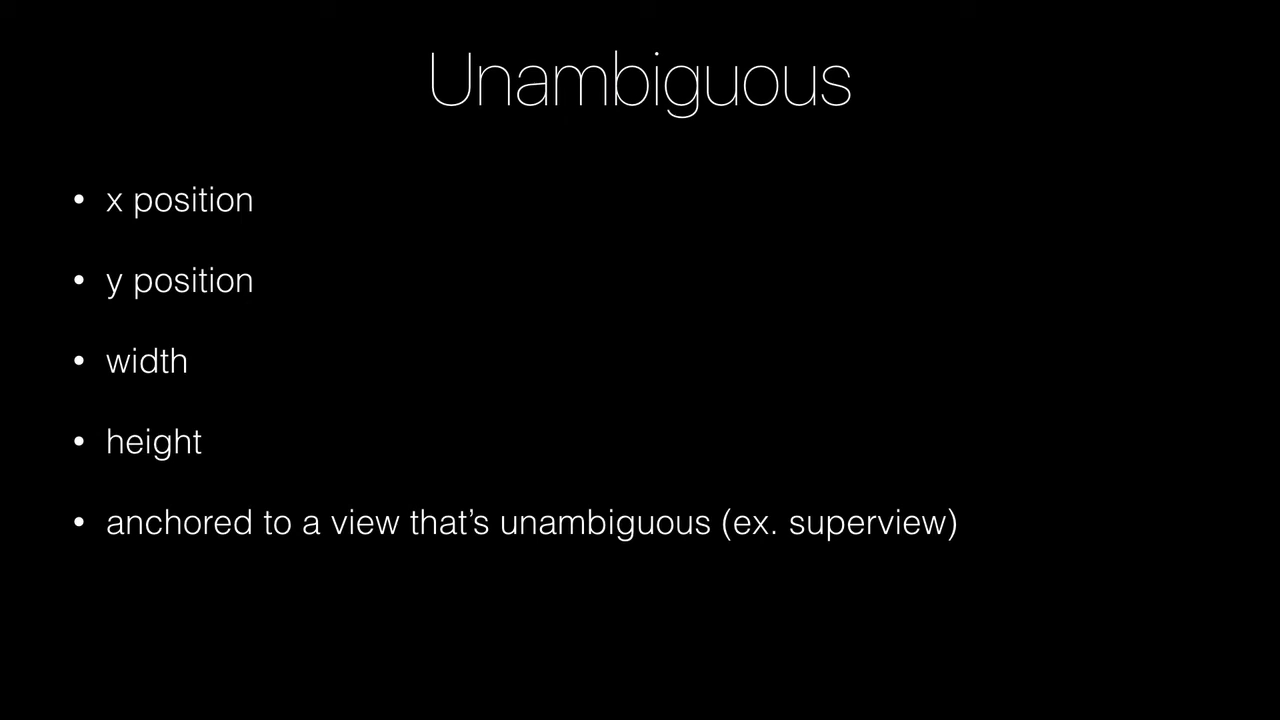 Unambiguous
• x position
• y position
• width
• height
• anchored to a view that’s unambiguous (ex. superview)